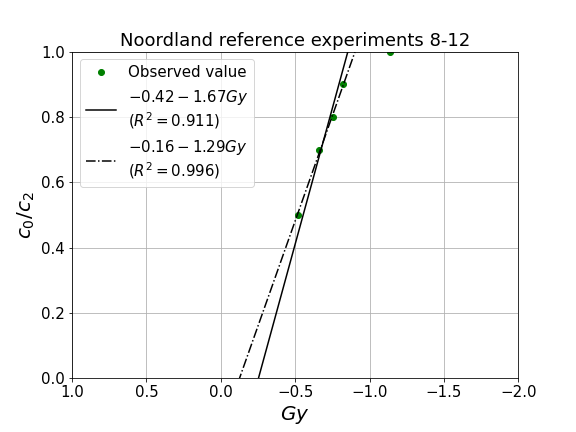 Noordland reference experiments 8-12
1.0
0.8
0.6
0.4
0.2
0.0
c₀/c₂
Observed value
−0.42−1.67Gy
(R²=0.911)
−0.16−1.29Gy
(R²=0.996)
1.0 0.5 0.0 −0.5 −1.0 −1.5 −2.0
Gy